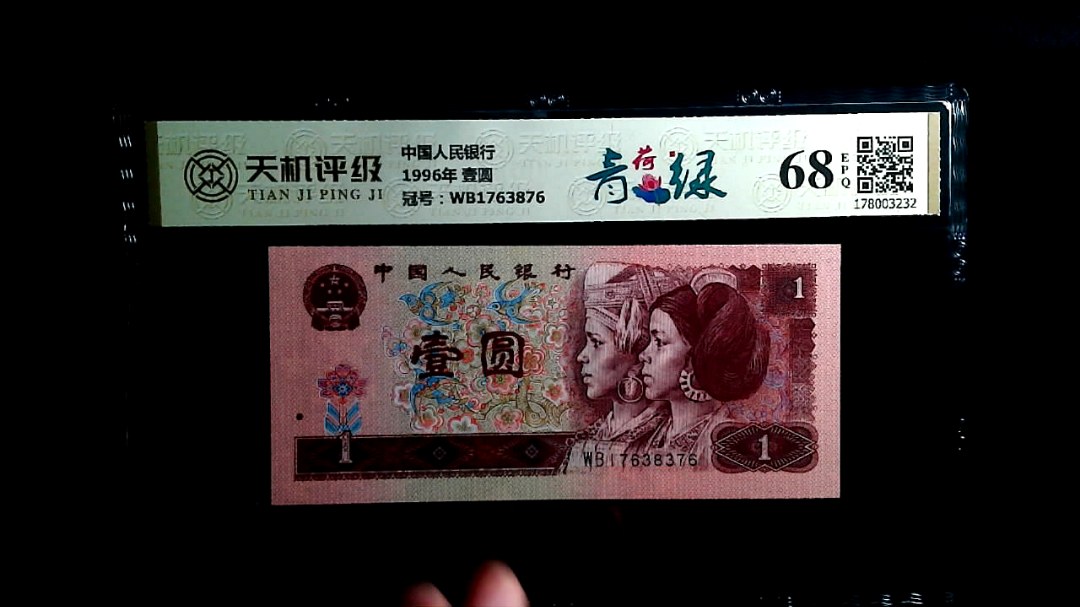 天机评级
TIAN JI PING JI
中国人民银行
1996年 壹圆
冠号：WB1763876
青荷绿
68
EPQ
178003232
中国人民银行
1
壹圆
1
WB17638376
1